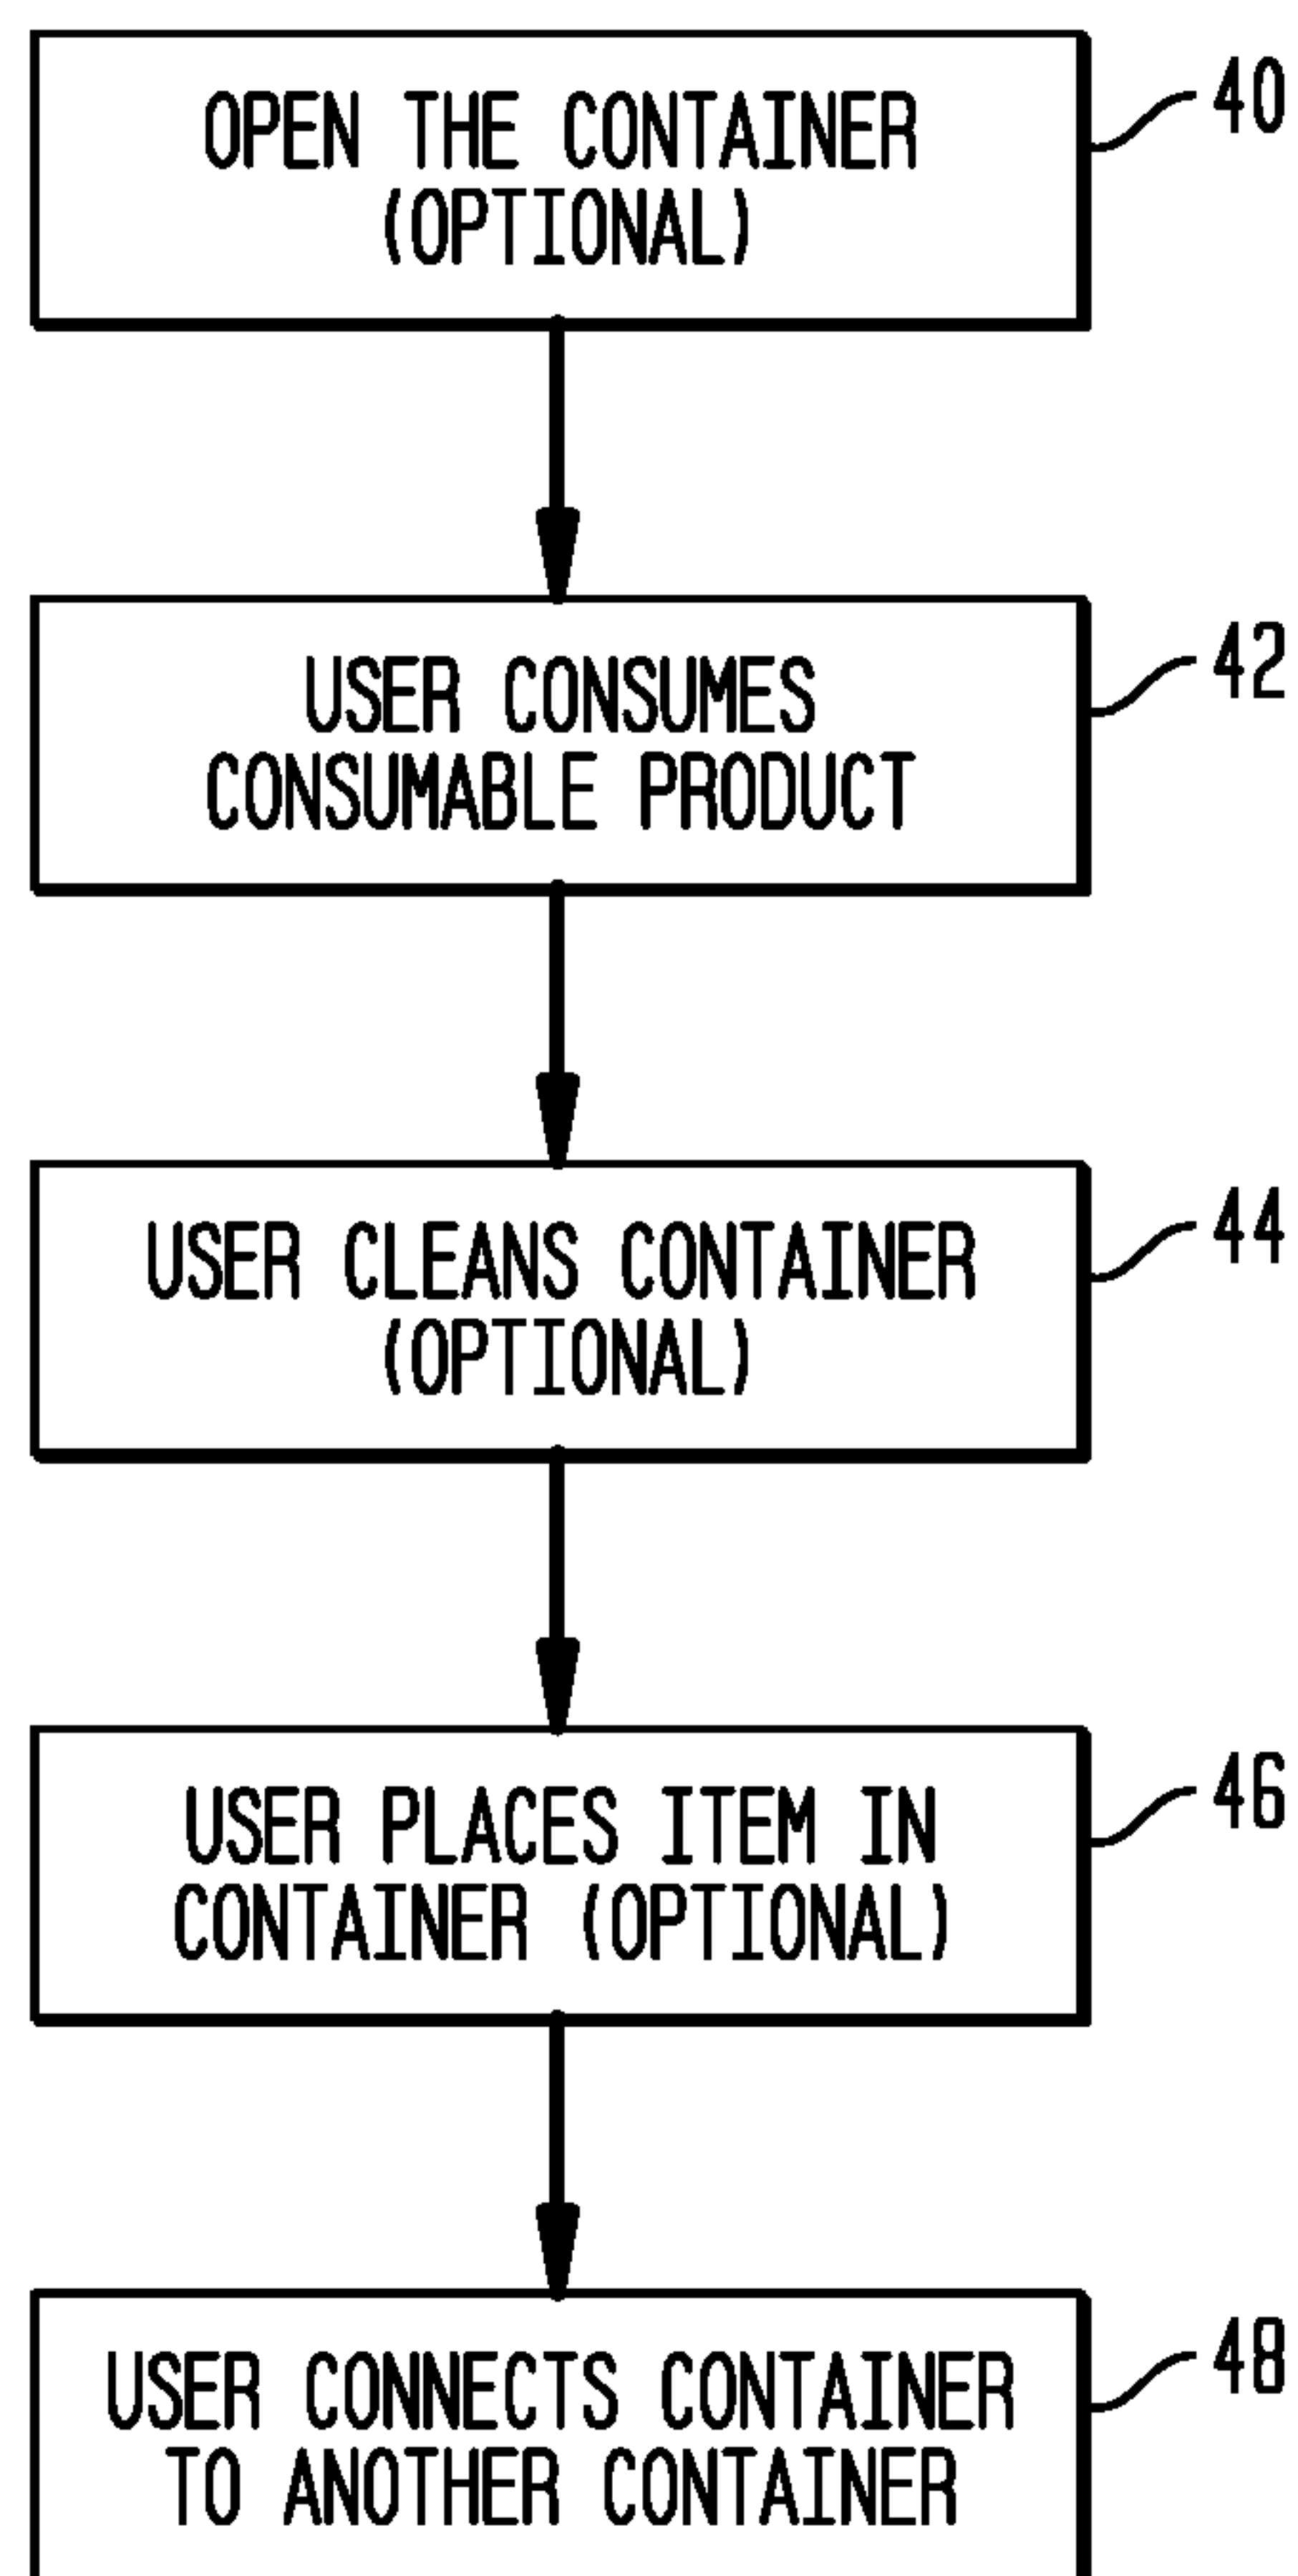 OPEN THE CONTAINER
(OPTIONAL)
40
USER CONSUMES
CONSUMABLE PRODUCT
42
USER CLEANS CONTAINER
(OPTIONAL)
44
USER PLACES ITEM IN
CONTAINER (OPTIONAL)
46
USER CONNECTS CONTAINER
TO ANOTHER CONTAINER
48